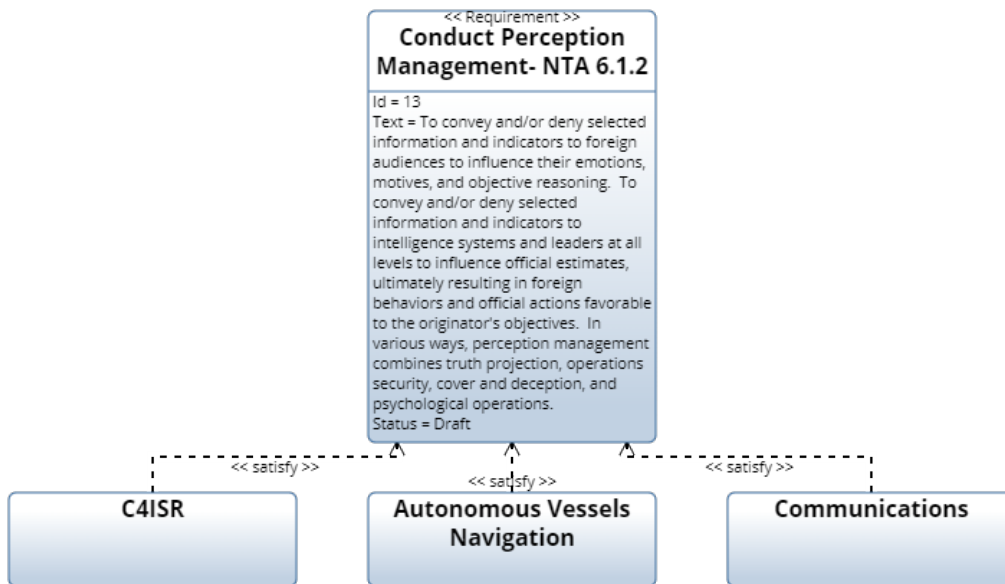 << Requirement >>
Conduct Perception
Management- NTA 6.1.2
Id = 13
Text = To convey and/or deny selected
information and indicators to foreign
audiences to influence their emotions,
motives, and objective reasoning.  To
convey and/or deny selected
information and indicators to
intelligence systems and leaders at all
levels to influence official estimates,
ultimately resulting in foreign
behaviors and official actions favorable
to the originator's objectives.  In
various ways, perception management
combines truth projection, operations
security, cover and deception, and
psychological operations.
Status = Draft
<< satisfy >>
<< satisfy >>
<< satisfy >>
C4ISR
Autonomous Vessels
Navigation
Communications